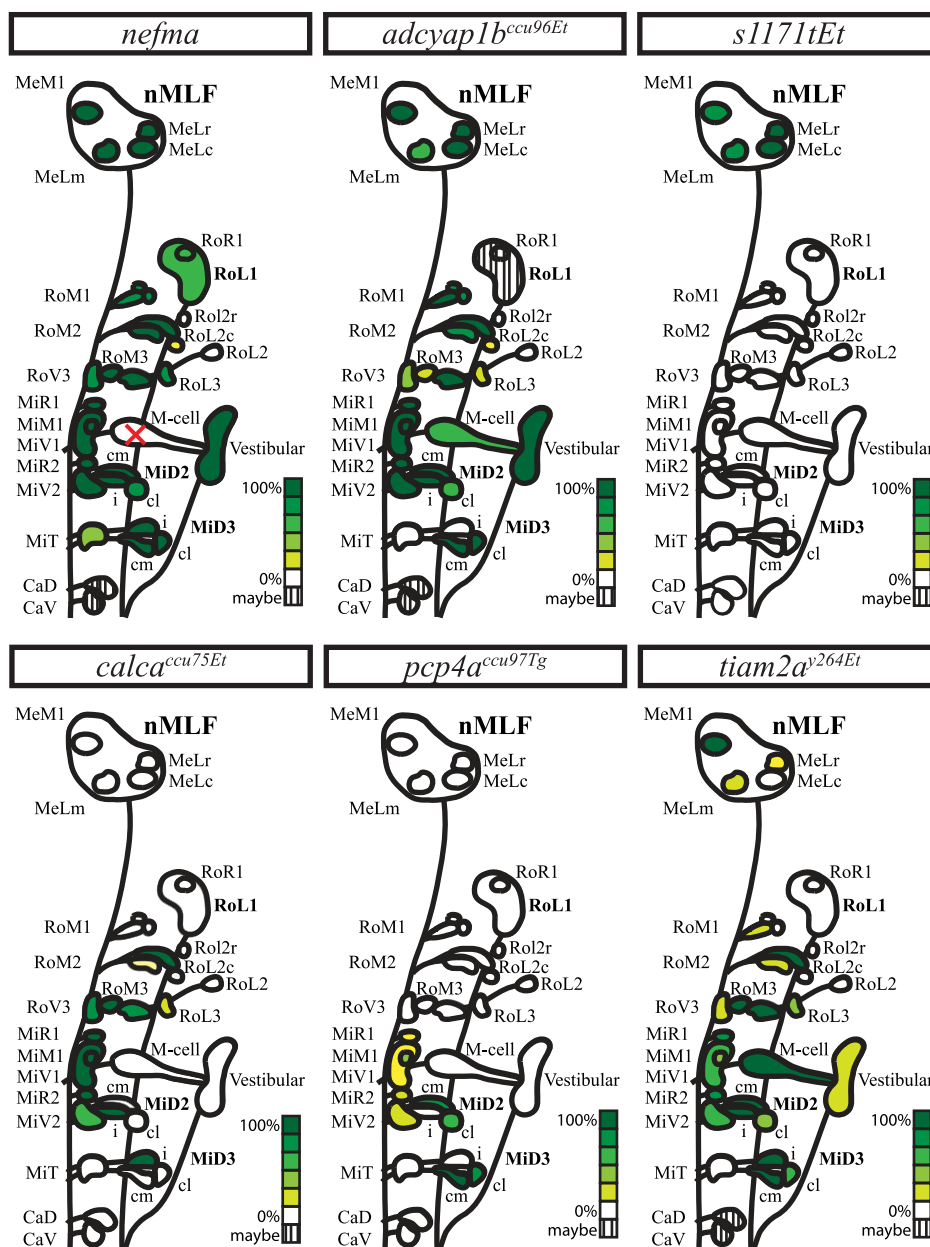 nefma
MeM1
nMLF
MeLr
MeLc
MeLm
RoR1
RoL1
RoM1
Rol2r
RoM2
RoL2c
RoM3
RoL2
RoV3
RoL3
MiR1
M-cell
MiM1
MiV1
Vestibular
cm
MiR2
MiD2
100%
MiV2
i
cl
i
MiD3
MiT
cl
cm
0%
CaD
maybe
CaV
adcyap1bccu96Et
MeM1
nMLF
MeLr
MeLc
MeLm
RoR1
RoL1
RoM1
Rol2r
RoM2
RoL2c
RoM3
RoL2
RoV3
RoL3
MiR1
M-cell
MiM1
MiV1
Vestibular
cm
MiR2
MiD2
100%
MiV2
i
cl
i
MiD3
MiT
cl
cm
0%
CaD
maybe
CaV
s1171tEt
MeM1
nMLF
MeLr
MeLc
MeLm
RoR1
RoL1
RoM1
Rol2r
RoM2
RoL2c
RoM3
RoL2
RoV3
RoL3
MiR1
M-cell
MiM1
MiV1
Vestibular
cm
MiR2
MiD2
100%
MiV2
i
cl
i
MiD3
MiT
cl
cm
0%
CaD
maybe
CaV
calcaccu75Et
MeM1
nMLF
MeLr
MeLc
MeLm
RoR1
RoL1
RoM1
Rol2r
RoM2
RoL2c
RoM3
RoL2
RoV3
RoL3
MiR1
M-cell
MiM1
MiV1
Vestibular
cm
MiR2
MiD2
100%
MiV2
i
cl
i
MiD3
MiT
cl
cm
0%
CaD
maybe
CaV
pcp4accu97Tg
MeM1
nMLF
MeLr
MeLc
MeLm
RoR1
RoL1
RoM1
Rol2r
RoM2
RoL2c
RoM3
RoL2
RoV3
RoL3
MiR1
M-cell
MiM1
MiV1
Vestibular
cm
MiR2
MiD2
100%
MiV2
i
cl
i
MiD3
MiT
cl
cm
0%
CaD
maybe
CaV
tiam2ay264Et
MeM1
nMLF
MeLr
MeLc
MeLm
RoR1
RoL1
RoM1
Rol2r
RoM2
RoL2c
RoM3
RoL2
RoV3
RoL3
MiR1
M-cell
MiM1
MiV1
Vestibular
cm
MiR2
MiD2
100%
MiV2
i
cl
i
MiD3
MiT
cl
cm
0%
CaD
maybe
CaV